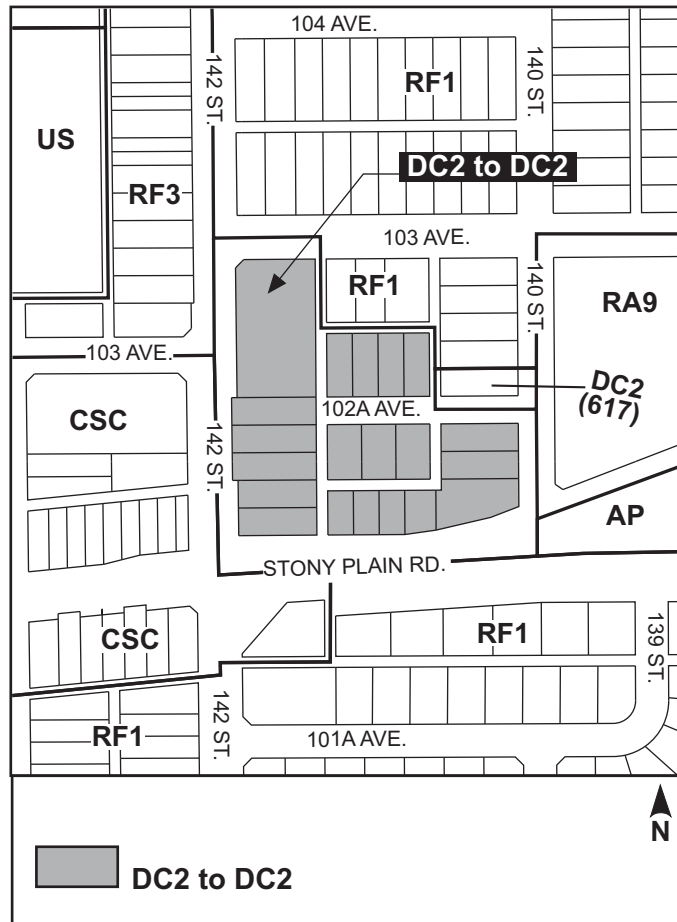 104 AVE.
142 ST.
RF1
140 ST.
US
DC2 to DC2
RF3
103 AVE.
RF1
140 ST.
RA9
103 AVE.
DC2
(617)
102A AVE.
CSC
142 ST.
AP
STONY PLAIN RD.
CSC
RF1
139 ST.
142 ST.
RF1
101A AVE.
N
DC2 to DC2